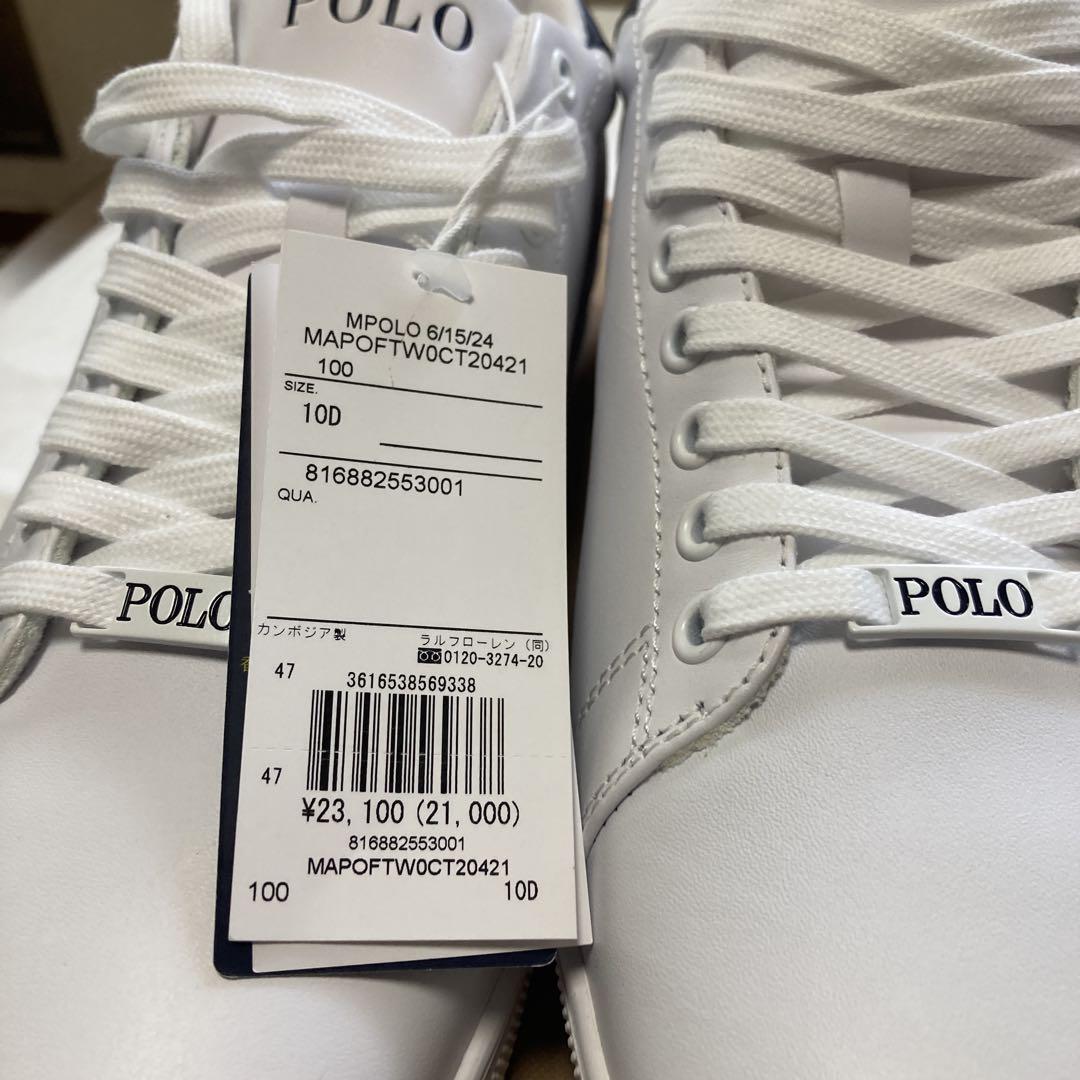 POLO
MPOLO 6/15/24
MAPOFTW0CT20421
100
SIZE.
10D
816882553001
QUA.
カンボジア製
ラルフローレン (同)
0120-3274-20
47
3616538569338
47
¥23,100 (21,000)
816882553001
MAPOFTW0CT20421
100
10D
POLO
POLO